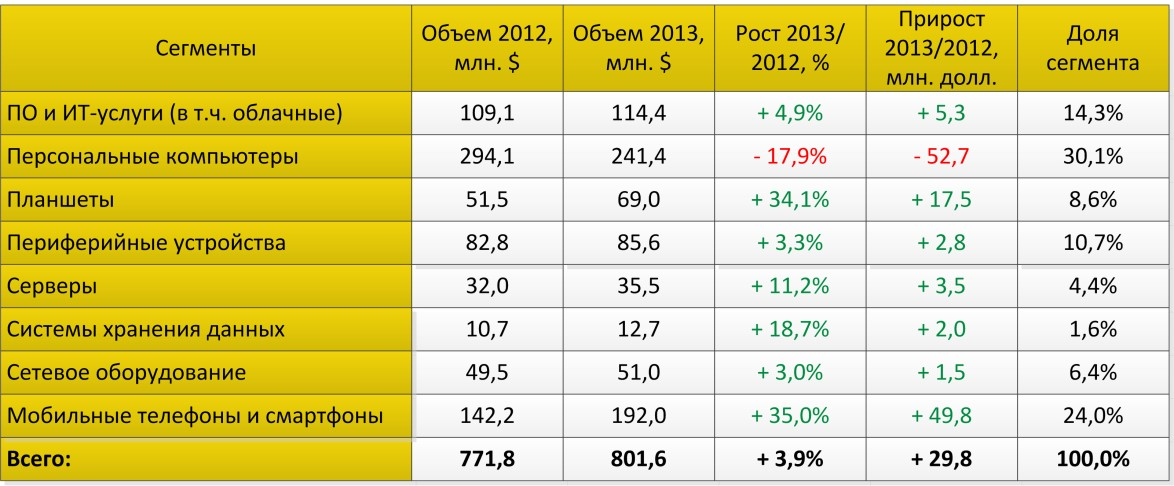 Сегменты Объем 2012, млн. $ Объем 2013, млн. $ Рост 2013/ 2012, % Прирост 2013/2012, млн. долл. Доля сегмента
ПО и ИТ-услуги (в т.ч. облачные) 109,1 114,4 + 4,9% + 5,3 14,3%
Персональные компьютеры 294,1 241,4 - 17,9% - 52,7 30,1%
Планшеты 51,5 69,0 + 34,1% + 17,5 8,6%
Периферийные устройства 82,8 85,6 + 3,3% + 2,8 10,7%
Серверы 32,0 35,5 + 11,2% + 3,5 4,4%
Системы хранения данных 10,7 12,7 + 18,7% + 2,0 1,6%
Сетевое оборудование 49,5 51,0 + 3,0% + 1,5 6,4%
Мобильные телефоны и смартфоны 142,2 192,0 + 35,0% + 49,8 24,0%
Всего: 771,8 801,6 + 3,9% + 29,8 100,0%